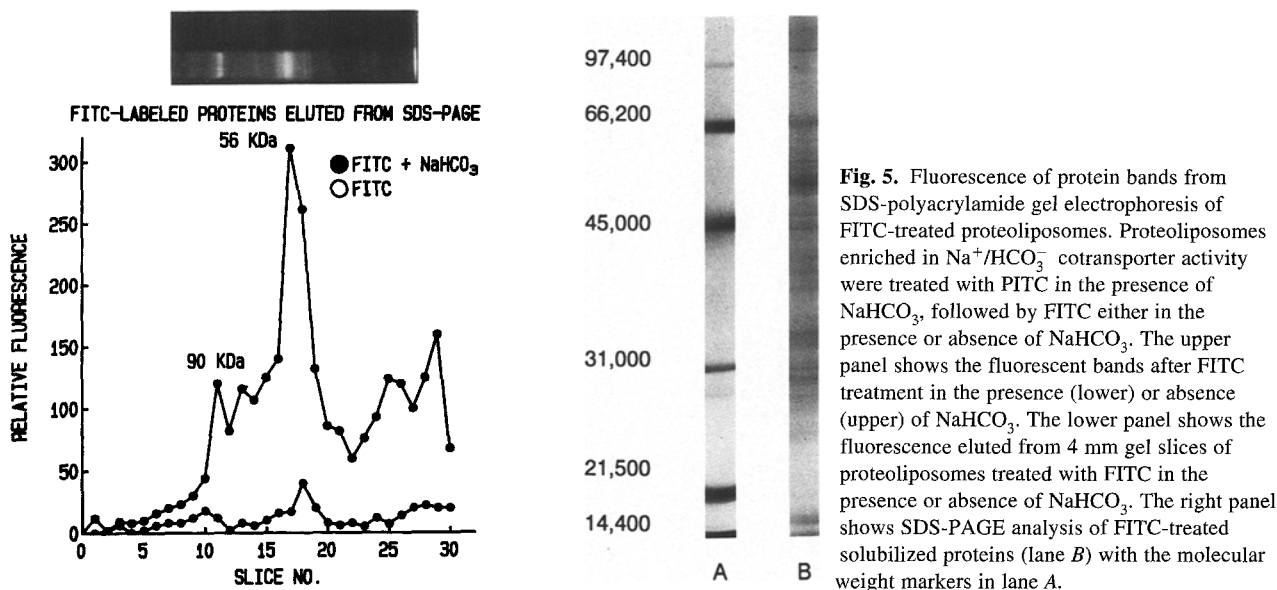 FITC-LABELED PROTEINS ELUTED FROM SDS-PAGE
56 KDa
FITC + NaHCO₃
FITC
90 KDa
RELATIVE FLUORESCENCE
300
250
200
150
100
50
0
0 5 10 15 20 25 30
SLICE NO.
97,400
66,200
45,000
31,000
21,500
14,400
A B
Fig. 5. Fluorescence of protein bands from
SDS-polyacrylamide gel electrophoresis of
FITC-treated proteoliposomes. Proteoliposomes
enriched in Na⁺/HCO₃⁻ cotransporter activity
were treated with PITC in the presence of
NaHCO₃, followed by FITC either in the
presence or absence of NaHCO₃. The upper
panel shows the fluorescent bands after FITC
treatment in the presence (lower) or absence
(upper) of NaHCO₃. The lower panel shows the
fluorescence eluted from 4 mm gel slices of
proteoliposomes treated with FITC in the
presence or absence of NaHCO₃. The right panel
shows SDS-PAGE analysis of FITC-treated
solubilized proteins (lane B) with the molecular
weight markers in lane A.